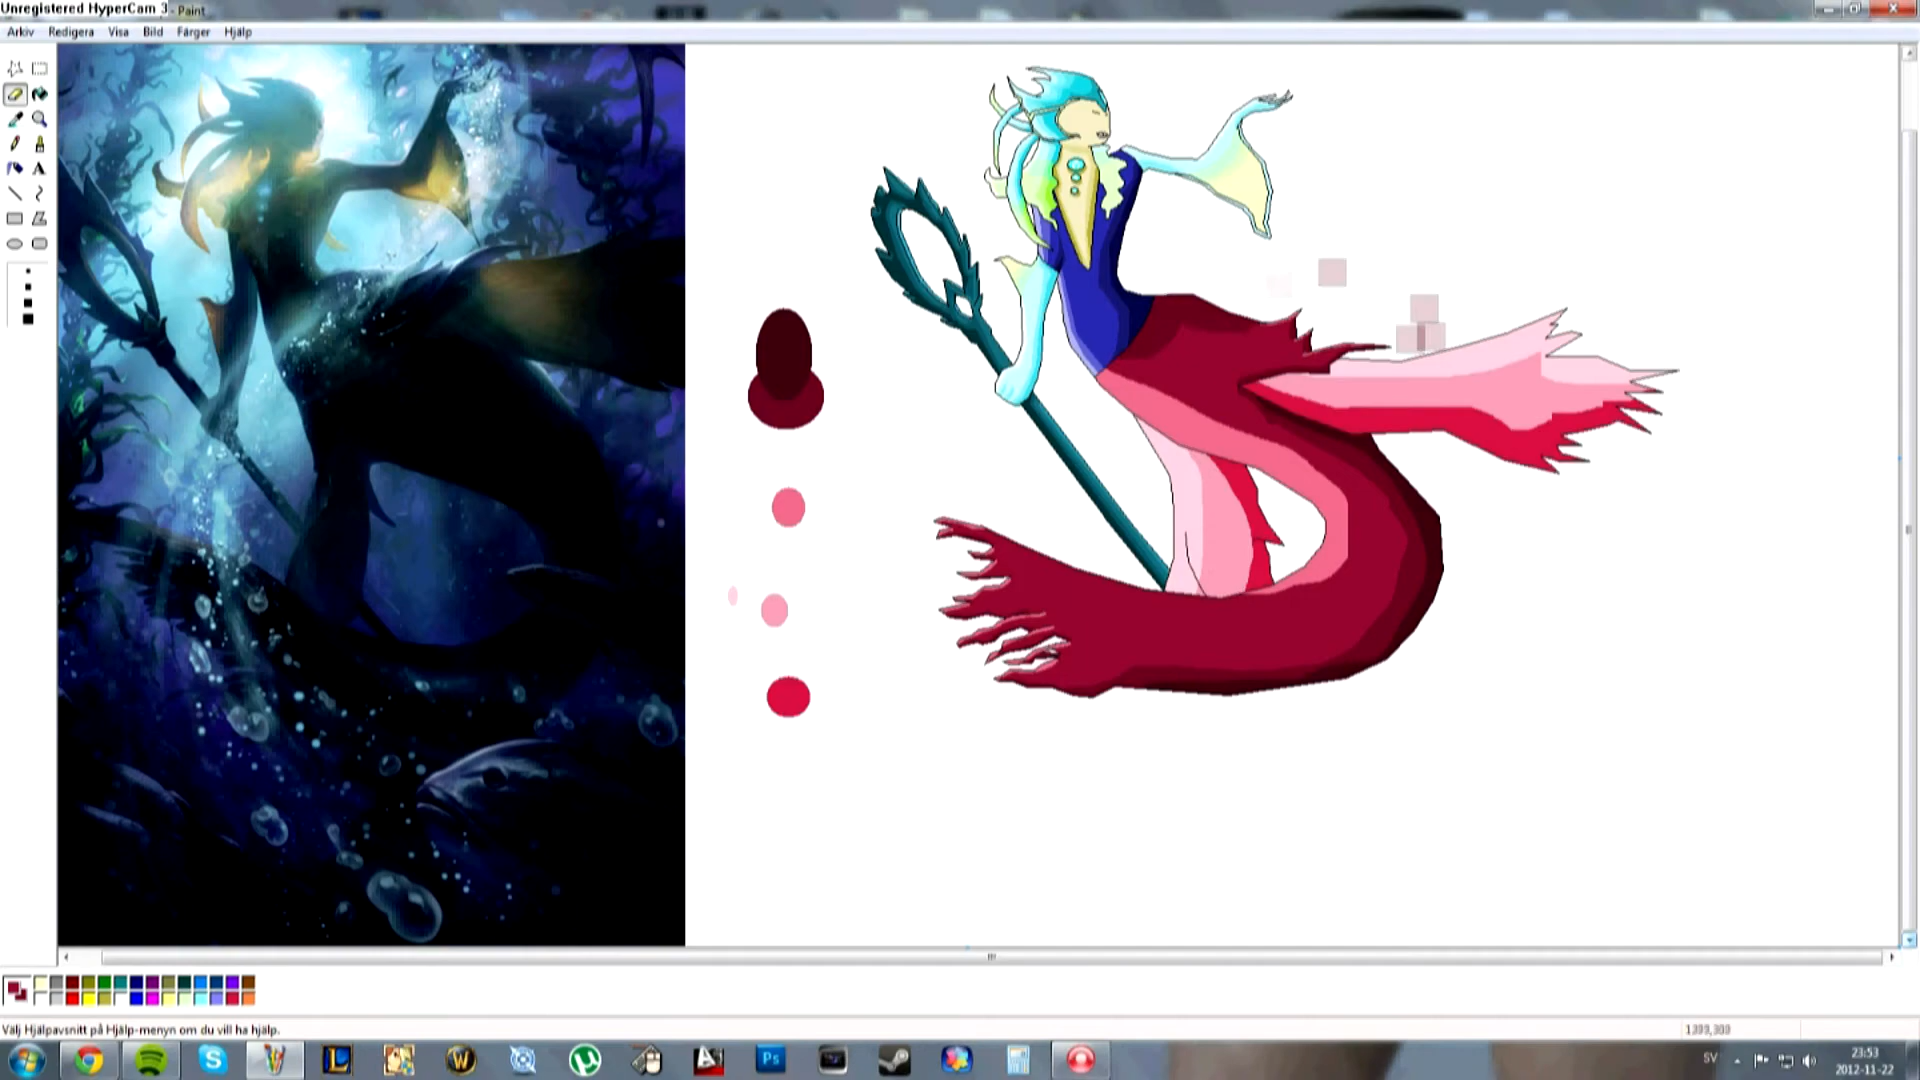 Unregistered HyperCam 3 - Paint
Arkiv Redigera Visa Bild Färger Hjälp
Välj Hjälpavsnitt på Hjälp-menyn om du vill ha hjälp.
SV
23:53
2012-11-22
Ps